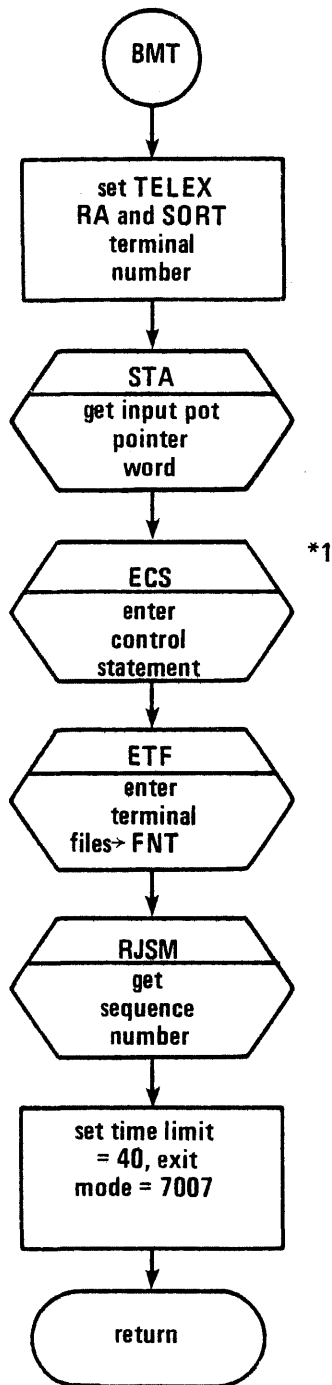 BMT
set TELEX
RA and SORT
terminal
number
STA
get input pot
pointer
word
*1
ECS
enter
control
statement
ETF
enter
terminal
files→ FNT
RJSM
get
sequence
number
set time limit
= 40, exit
mode = 7007
return